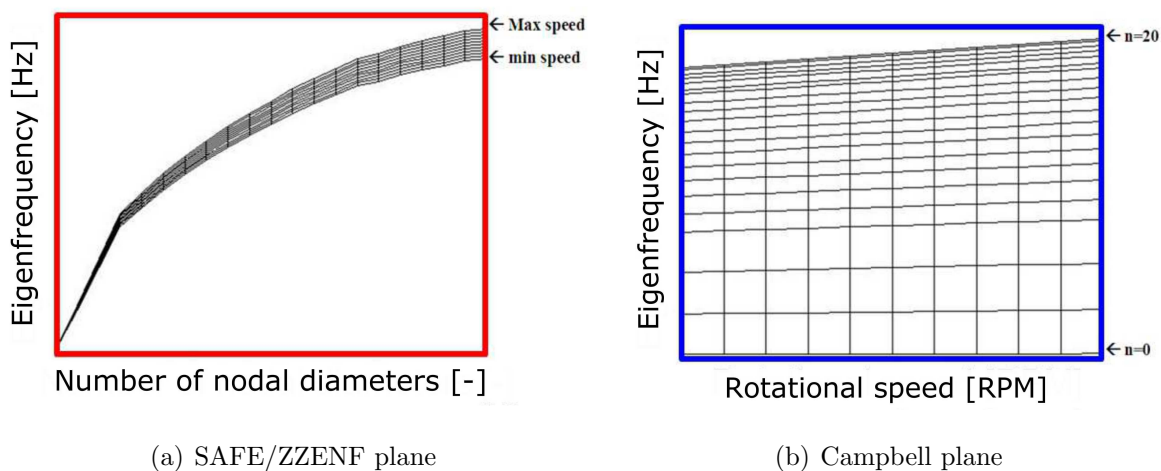 Eigenfrequency [Hz]
← Max speed
← min speed
Number of nodal diameters [-]
(a) SAFE/ZZENF plane
Eigenfrequency [Hz]
← n=20
← n=0
Rotational speed [RPM]
(b) Campbell plane